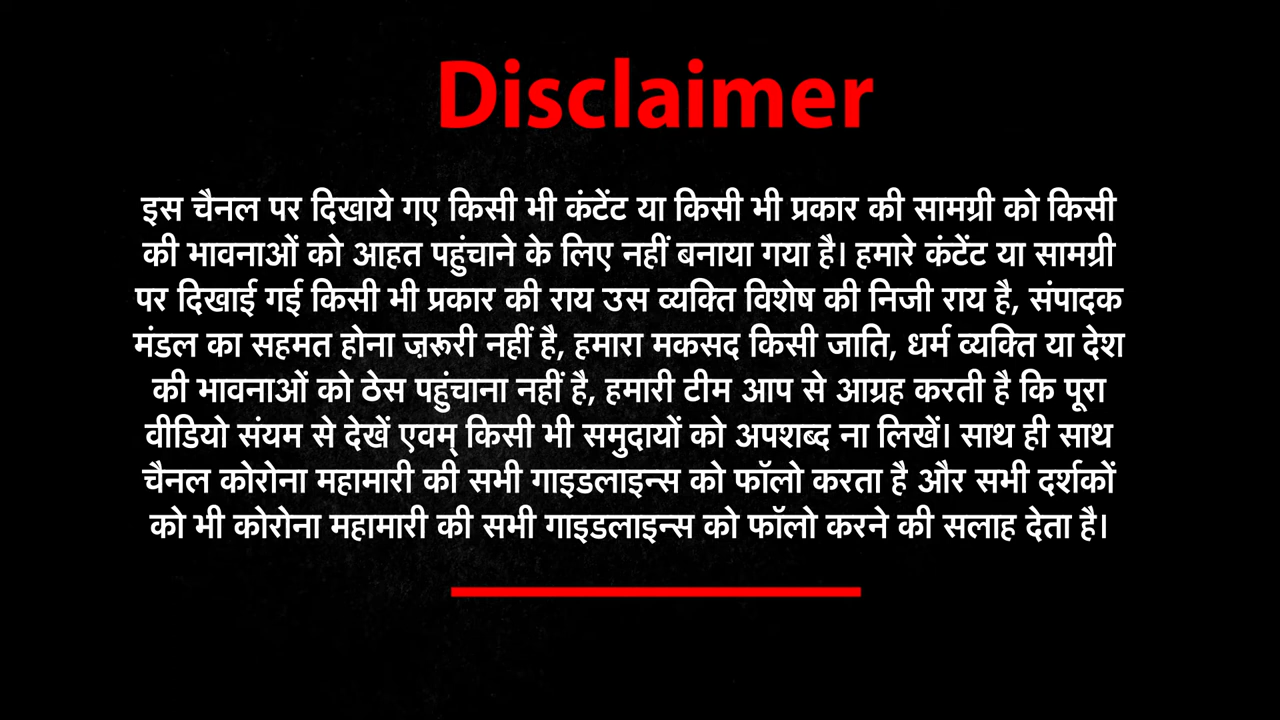 Disclaimer
इस चैनल पर दिखाये गए किसी भी कंटेंट या किसी भी प्रकार की सामग्री को किसी
की भावनाओं को आहत पहुंचाने के लिए नहीं बनाया गया है। हमारे कंटेंट या सामग्री
पर दिखाई गई किसी भी प्रकार की राय उस व्यक्ति विशेष की निजी राय है, संपादक
मंडल का सहमत होना ज़रूरी नहीं है, हमारा मकसद किसी जाति, धर्म व्यक्ति या देश
की भावनाओं को ठेस पहुंचाना नहीं है, हमारी टीम आप से आग्रह करती है कि पूरा
वीडियो संयम से देखें एवम् किसी भी समुदायों को अपशब्द ना लिखें। साथ ही साथ
चैनल कोरोना महामारी की सभी गाइडलाइन्स को फॉलो करता है और सभी दर्शकों
को भी कोरोना महामारी की सभी गाइडलाइन्स को फॉलो करने की सलाह देता है।